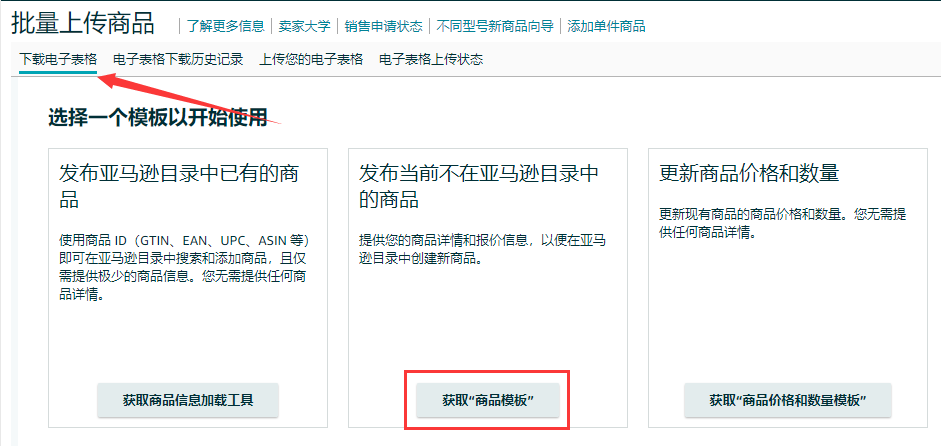 批量上传商品 | 了解更多信息 | 卖家大学 | 销售申请状态 | 不同型号新商品向导 | 添加单件商品
下载电子表格 电子表格下载历史记录 上传您的电子表格 电子表格上传状态
选择一个模板以开始使用
发布亚马逊目录中已有的商
品
使用商品 ID（GTIN、EAN、UPC、ASIN 等）
即可在亚马逊目录中搜索和添加商品，且仅
需提供极少的商品信息。您无需提供任何商
品详情。
获取商品信息加载工具
发布当前不在亚马逊目录中
的商品
提供您的商品详情和报价信息，以便在亚马
逊目录中创建新商品。
获取“商品模板”
更新商品价格和数量
更新现有商品的商品价格和数量。您无需提
供任何商品详情。
获取“商品价格和数量模板”